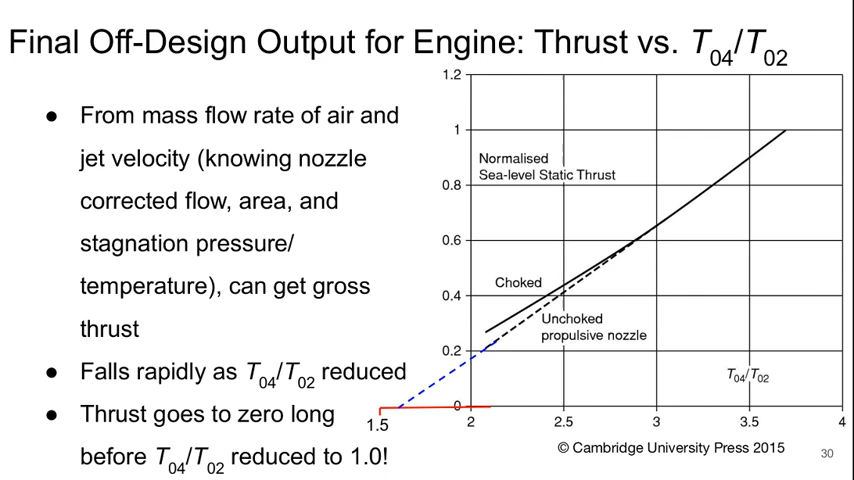 Final Off-Design Output for Engine: Thrust vs. T04/T02
● From mass flow rate of air and
jet velocity (knowing nozzle
corrected flow, area, and
stagnation pressure/
temperature), can get gross
thrust
● Falls rapidly as T04/T02 reduced
● Thrust goes to zero long
before T04/T02 reduced to 1.0!
1.2
1
0.8
0.6
0.4
0.2
0
Normalised
Sea-level Static Thrust
Choked
Unchoked
propulsive nozzle
T04/T02
1.5
2
2.5
3
3.5
4
© Cambridge University Press 2015
30